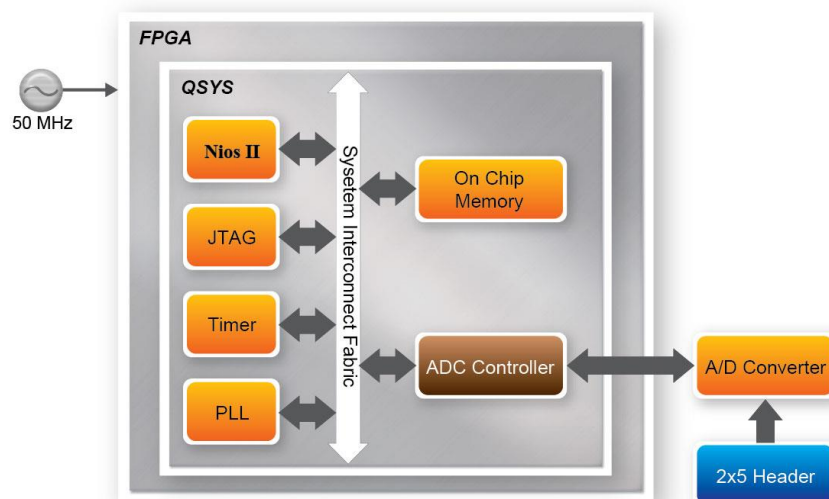 FPGA
QSYS
50 MHz
Nios II
JTAG
Timer
PLL
Sysetem Interconnect Fabric
On Chip
Memory
ADC Controller
A/D Converter
2x5 Header